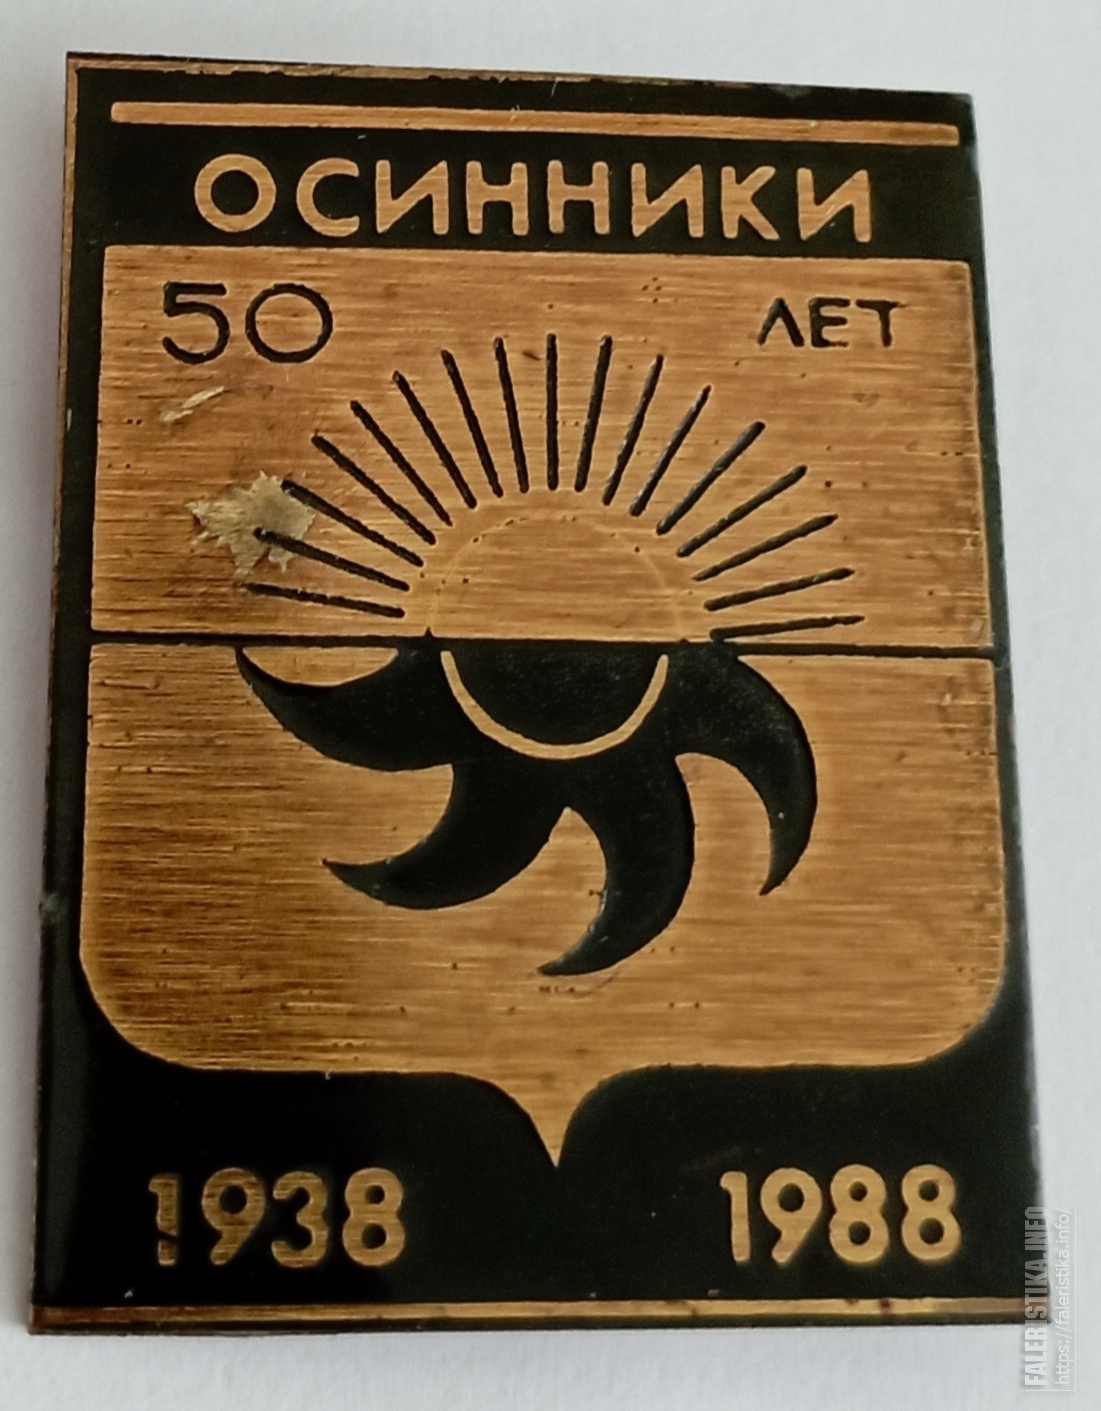 ОСИННИКИ
50 ЛЕТ
1938 1988
FALERISTIKA.INFO
https://faleristika.info/